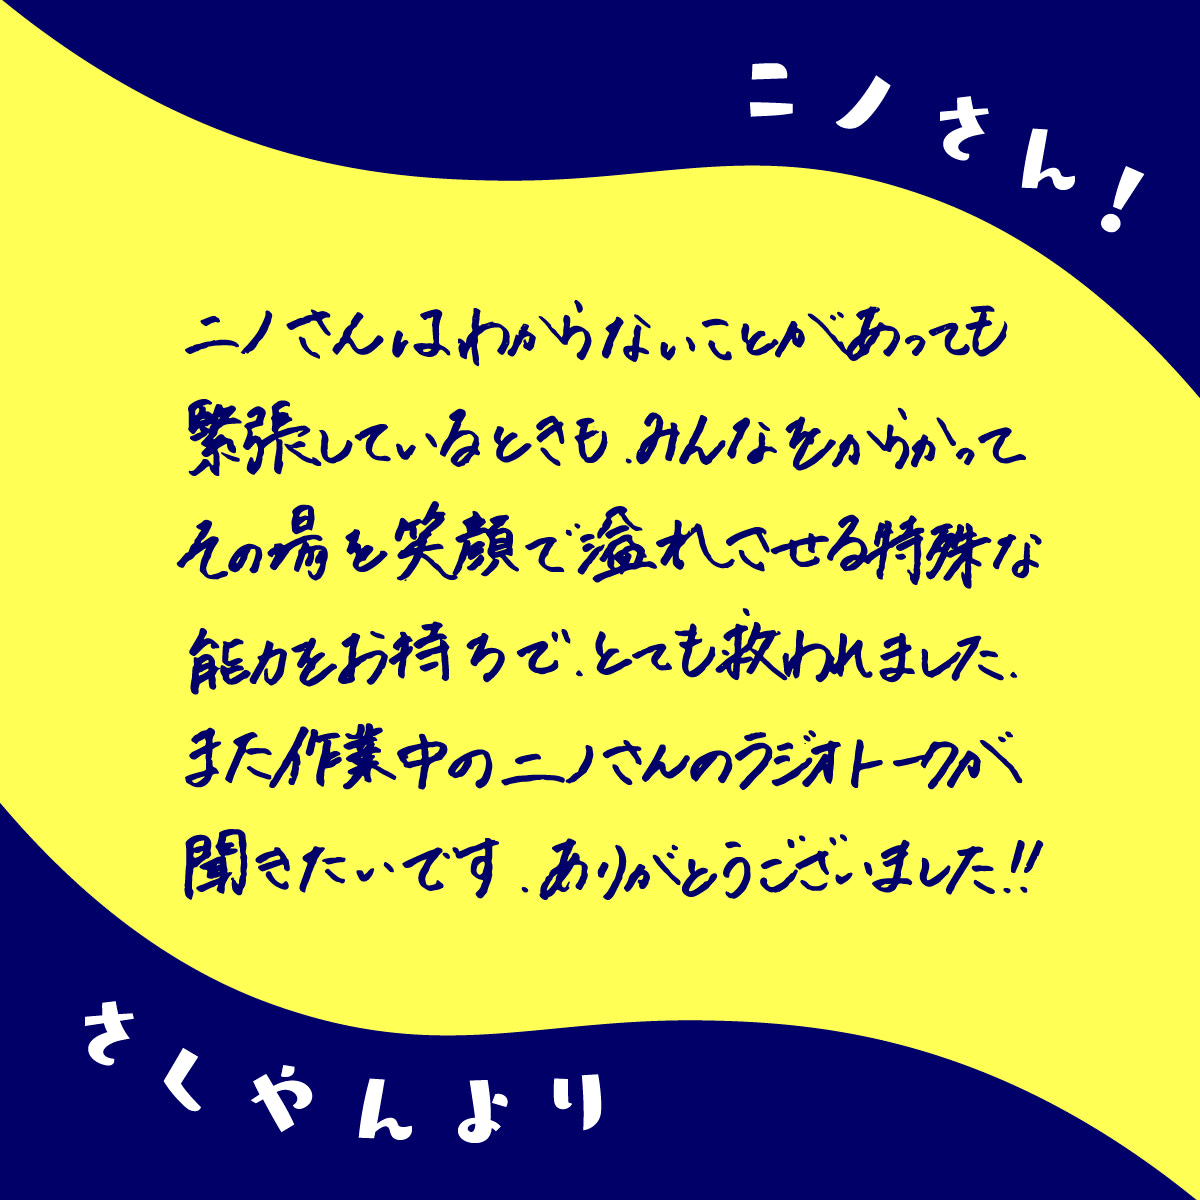 ニノさん!
ニノさんはわからないことがあっても
緊張しているときも、みんなをからかって
その場を笑顔で溢れさせる特殊な
能力をお持ちで、とても救われました、
また作業中のニノさんのラジオトークが
聞きたいです、ありがとうございました!!
さくやんより